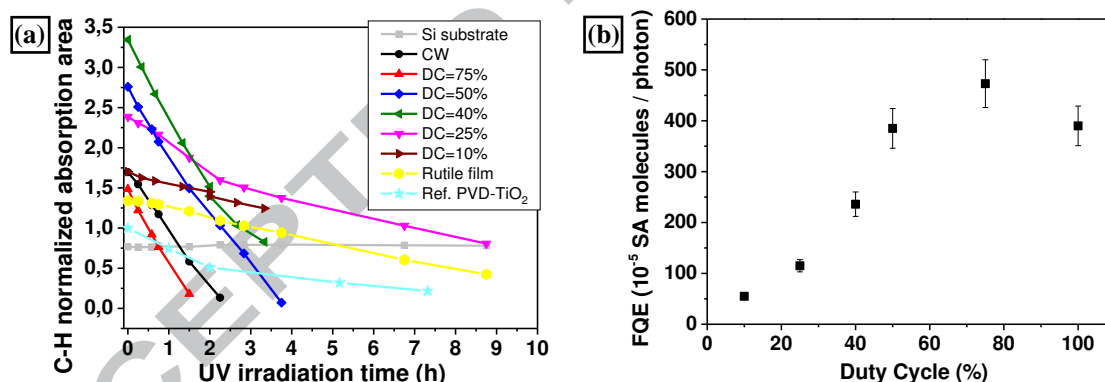 (a)
C-H normalized absorption area
3,5
3,0
2,5
2,0
1,5
1,0
0,5
0,0
0 1 2 3 4 5 6 7 8 9 10
UV irradiation time (h)
Si substrate
CW
DC=75%
DC=50%
DC=40%
DC=25%
DC=10%
Rutile film
Ref. PVD-TiO₂
(b)
FQE (10⁻⁵ SA molecules / photon)
600
500
400
300
200
100
0
0 20 40 60 80 100
Duty Cycle (%)
CEPT